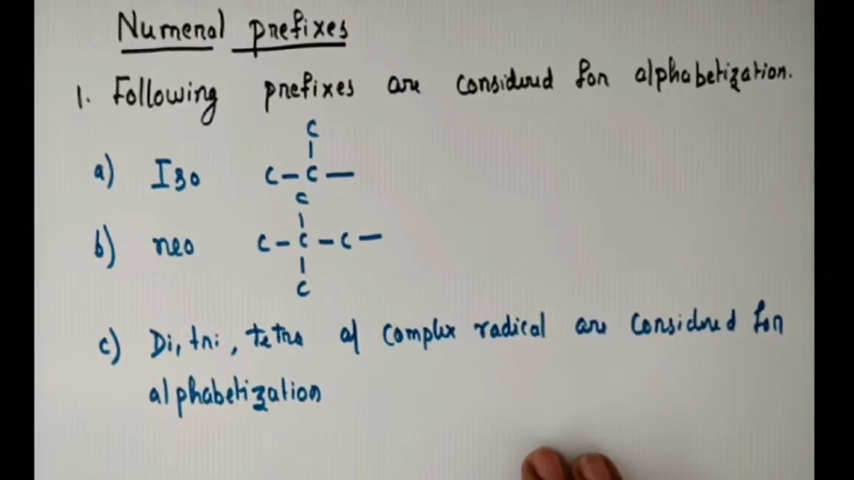 Numeral prefixes
1. Following prefixes are considered for alphabetization.
C
|
a) Iso C – C –
C
|
b) neo C – C – C –
|
C
c) Di, tri, tetra of complex radical are considered for
alphabetization